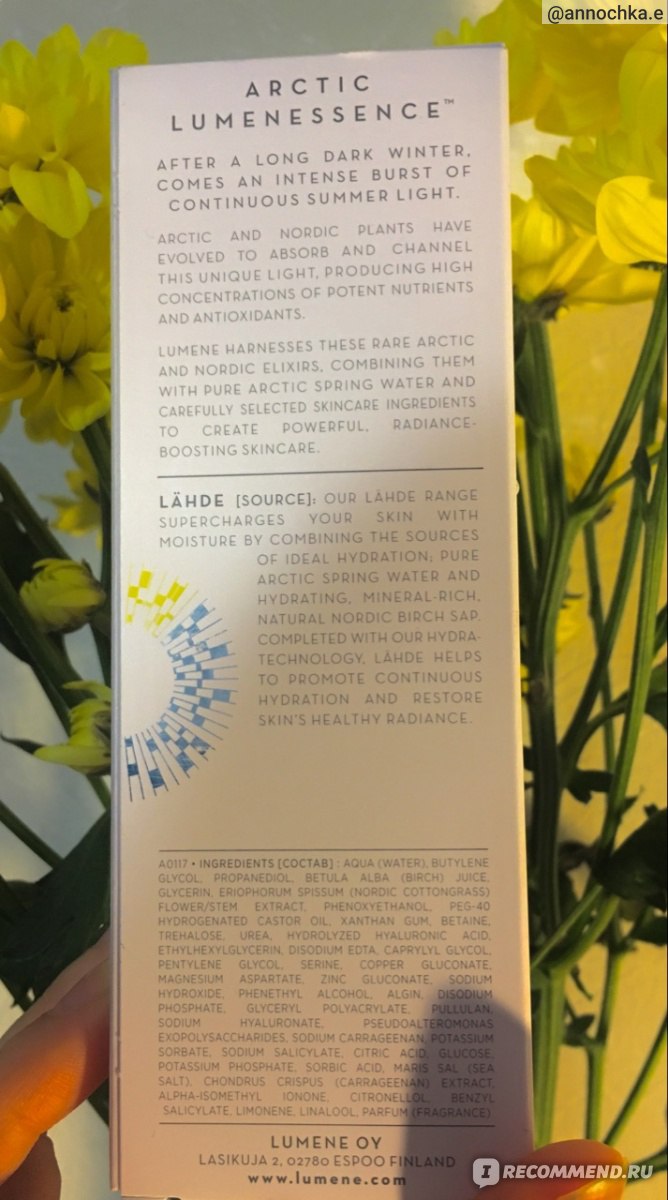 @annochka.e
ARCTIC
LUMENESSENCE™
AFTER A LONG DARK WINTER,
COMES AN INTENSE BURST OF
CONTINUOUS SUMMER LIGHT.
ARCTIC AND NORDIC PLANTS HAVE
EVOLVED TO ABSORB AND CHANNEL
THIS UNIQUE LIGHT, PRODUCING HIGH
CONCENTRATIONS OF POTENT NUTRIENTS
AND ANTIOXIDANTS.
LUMENE HARNESSES THESE RARE ARCTIC
AND NORDIC ELIXIRS, COMBINING THEM
WITH PURE ARCTIC SPRING WATER AND
CAREFULLY SELECTED SKINCARE INGREDIENTS
TO CREATE POWERFUL, RADIANCE-
BOOSTING SKINCARE.
LÄHDE [SOURCE]: OUR LÄHDE RANGE
SUPERCHARGES YOUR SKIN WITH
MOISTURE BY COMBINING THE SOURCES
OF IDEAL HYDRATION; PURE
ARCTIC SPRING WATER AND
HYDRATING, MINERAL-RICH,
NATURAL NORDIC BIRCH SAP.
COMPLETED WITH OUR HYDRA-
TECHNOLOGY, LÄHDE HELPS
TO PROMOTE CONTINUOUS
HYDRATION AND RESTORE
SKIN'S HEALTHY RADIANCE.
A0117 • INGREDIENTS [СОСТАВ] : AQUA (WATER), BUTYLENE
GLYCOL, PROPANEDIOL, BETULA ALBA (BIRCH) JUICE,
GLYCERIN, ERIOPHORUM SPISSUM (NORDIC COTTONGRASS)
FLOWER/STEM EXTRACT, PHENOXYETHANOL, PEG-40
HYDROGENATED CASTOR OIL, XANTHAN GUM, BETAINE,
TREHALOSE, UREA, HYDROLYZED HYALURONIC ACID,
ETHYLHEXYLGLYCERIN, DISODIUM EDTA, CAPRYLYL GLYCOL,
PENTYLENE GLYCOL, SERINE, COPPER GLUCONATE,
MAGNESIUM ASPARTATE, ZINC GLUCONATE, SODIUM
HYDROXIDE, PHENETHYL ALCOHOL, ALGIN, DISODIUM
PHOSPHATE, GLYCERYL POLYACRYLATE, PULLULAN,
SODIUM HYALURONATE, PSEUDOALTEROMONAS
EXOPOLYSACCHARIDES, SODIUM CARRAGEENAN, POTASSIUM
SORBATE, SODIUM SALICYLATE, CITRIC ACID, GLUCOSE,
POTASSIUM PHOSPHATE, SORBIC ACID, MARIS SAL (SEA
SALT), CHONDRUS CRISPUS (CARRAGEENAN) EXTRACT,
ALPHA-ISOMETHYL IONONE, CITRONELLOL, BENZYL
SALICYLATE, LIMONENE, LINALOOL, PARFUM (FRAGRANCE)
LUMENE OY
LASIKUJA 2, 02780 ESPOO FINLAND
www.lumene.com
IRECOMMEND.RU